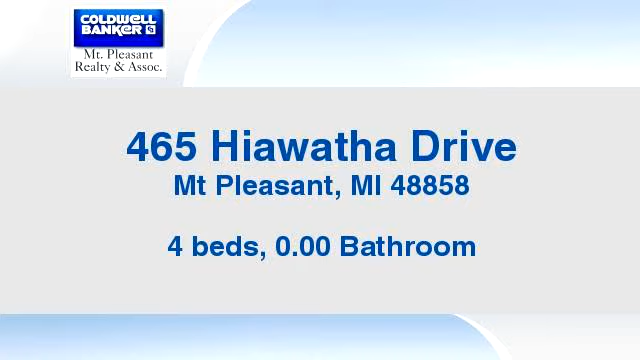 COLDWELL
BANKER
Mt. Pleasant
Realty & Assoc.
465 Hiawatha Drive
Mt Pleasant, MI 48858
4 beds, 0.00 Bathroom